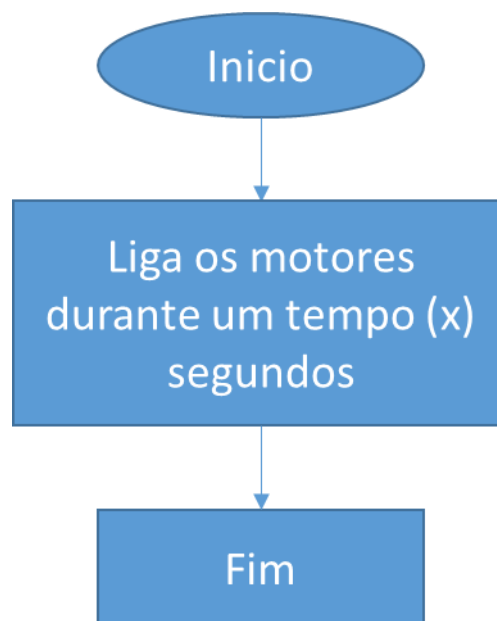 Inicio
Liga os motores
durante um tempo (x)
segundos
Fim